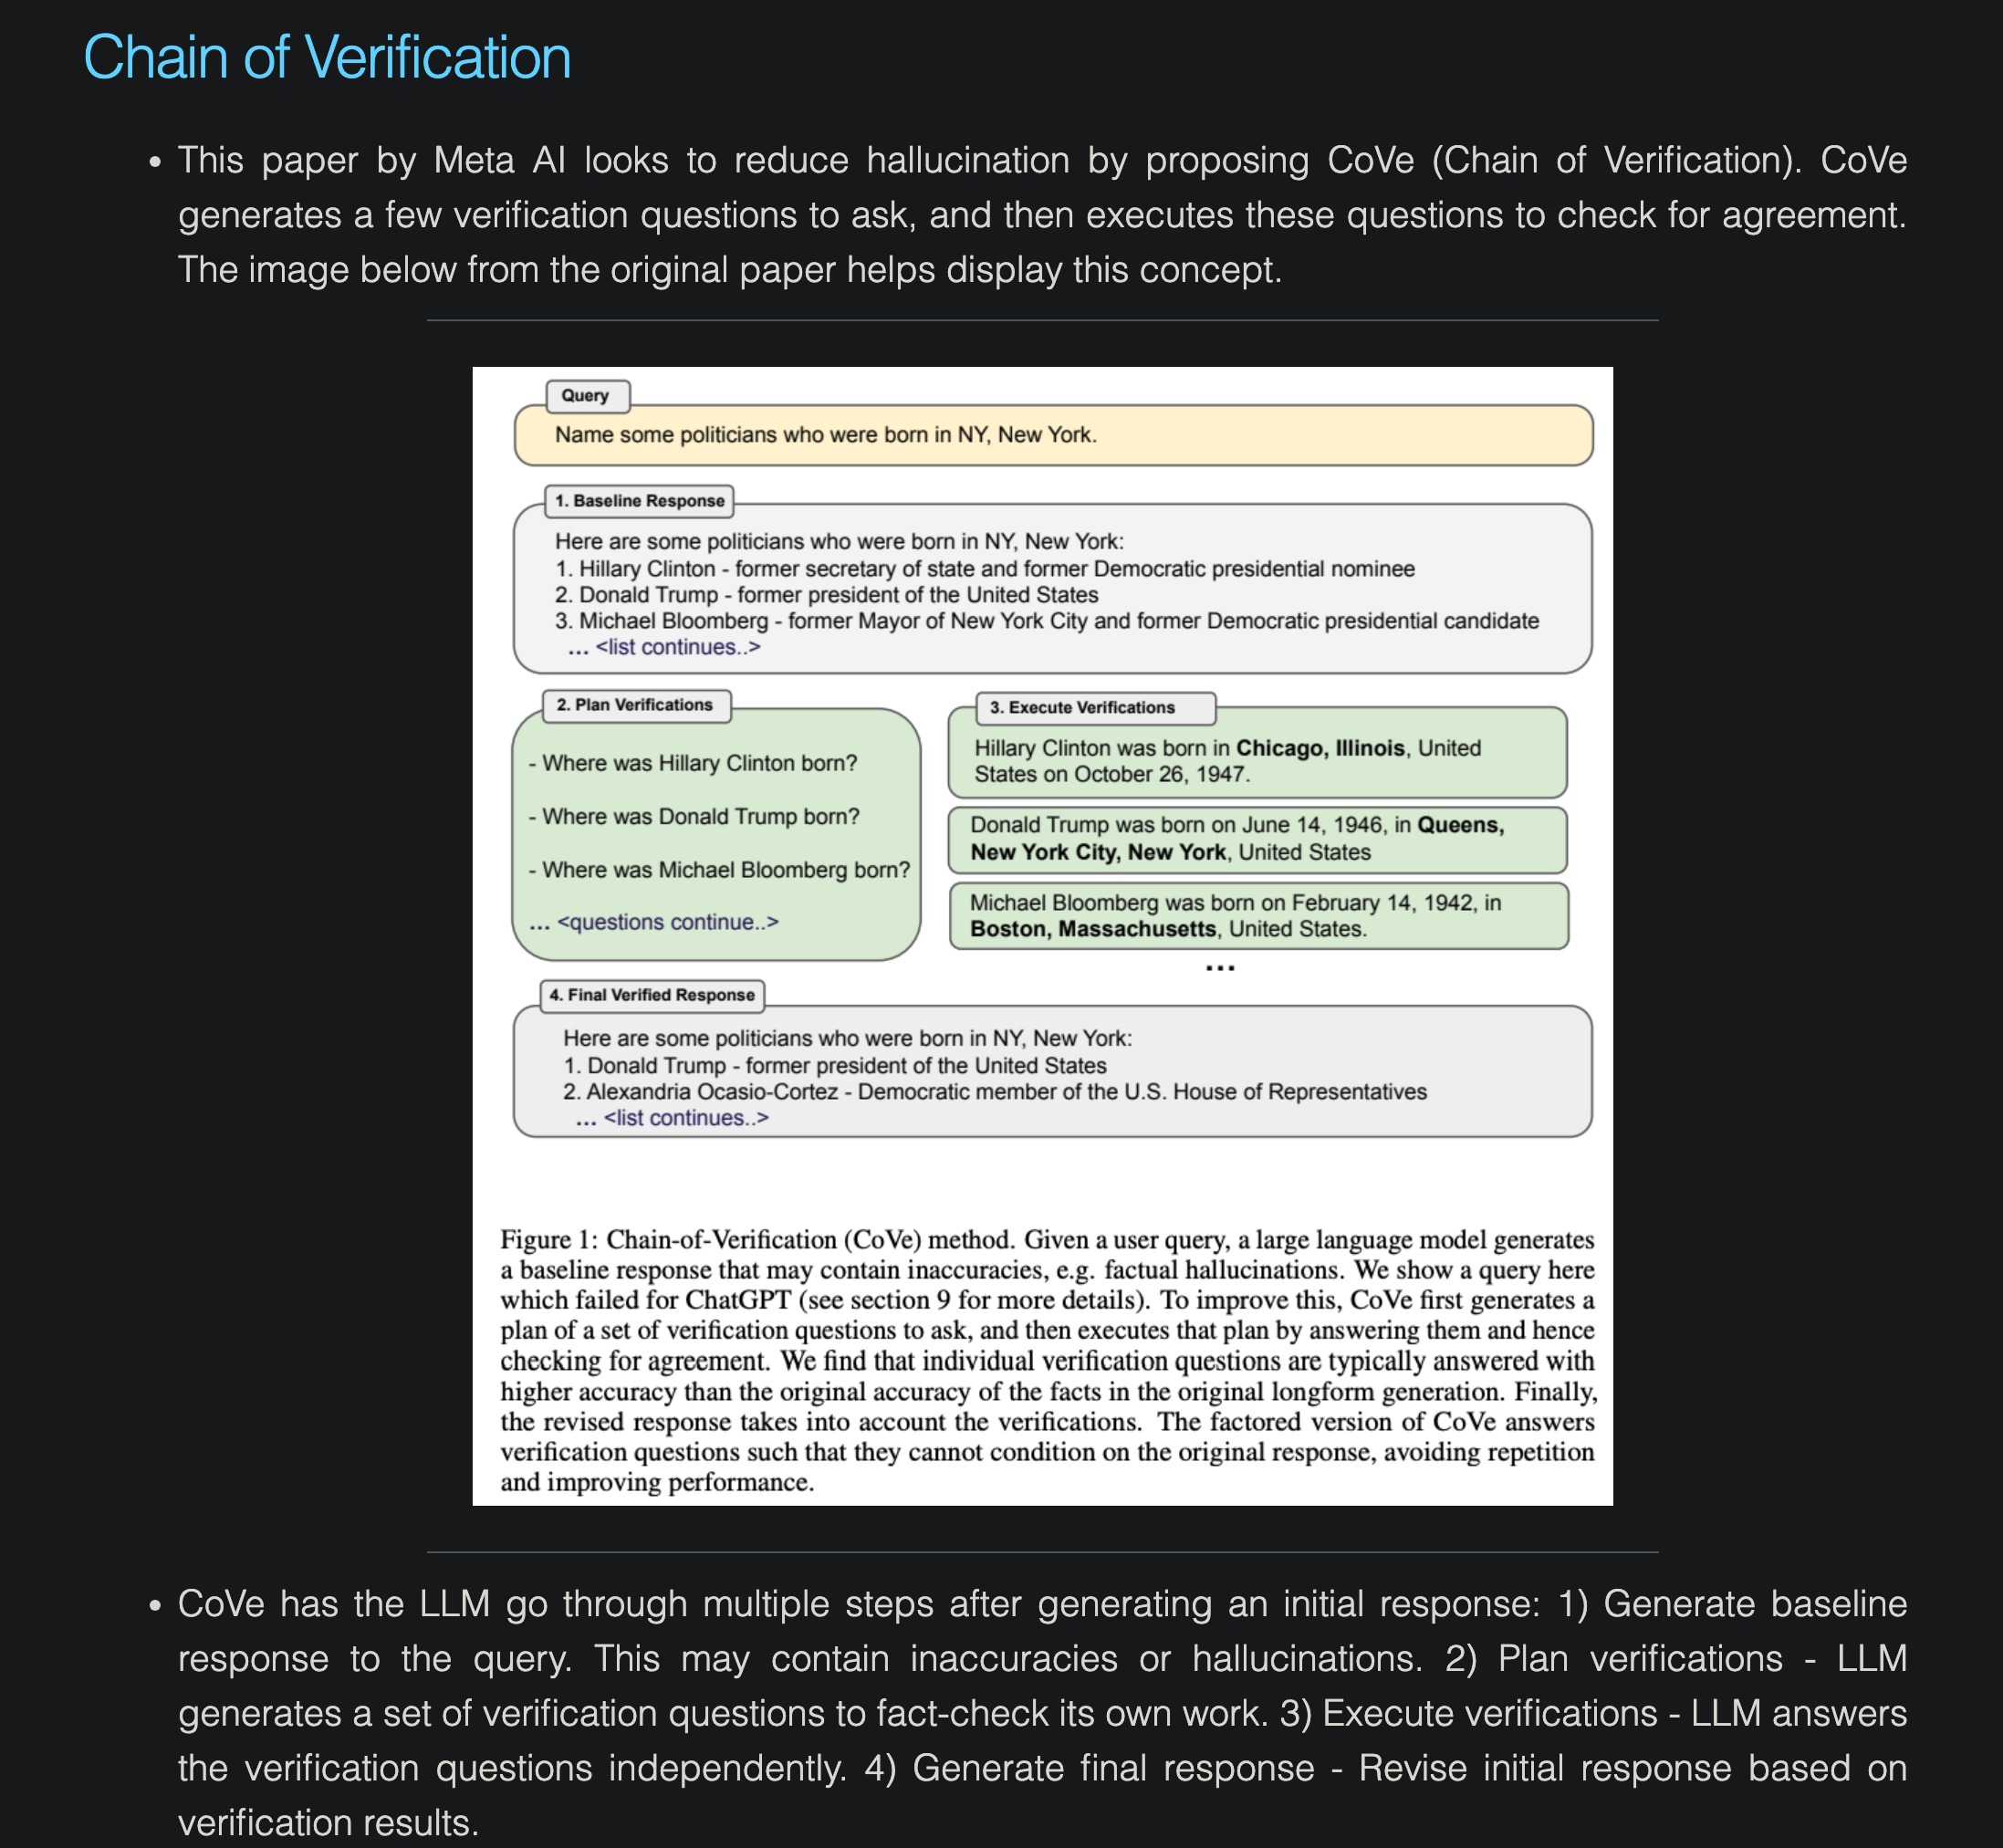 Chain of Verification
• This paper by Meta AI looks to reduce hallucination by proposing CoVe (Chain of Verification). CoVe
generates a few verification questions to ask, and then executes these questions to check for agreement.
The image below from the original paper helps display this concept.
Query
Name some politicians who were born in NY, New York.
1. Baseline Response
Here are some politicians who were born in NY, New York:
1. Hillary Clinton - former secretary of state and former Democratic presidential nominee
2. Donald Trump - former president of the United States
3. Michael Bloomberg - former Mayor of New York City and former Democratic presidential candidate
... <list continues..>
2. Plan Verifications
- Where was Hillary Clinton born?
- Where was Donald Trump born?
- Where was Michael Bloomberg born?
... <questions continue..>
3. Execute Verifications
Hillary Clinton was born in Chicago, Illinois, United
States on October 26, 1947.
Donald Trump was born on June 14, 1946, in Queens,
New York City, New York, United States
Michael Bloomberg was born on February 14, 1942, in
Boston, Massachusetts, United States.
...
4. Final Verified Response
Here are some politicians who were born in NY, New York:
1. Donald Trump - former president of the United States
2. Alexandria Ocasio-Cortez - Democratic member of the U.S. House of Representatives
... <list continues..>
Figure 1: Chain-of-Verification (CoVe) method. Given a user query, a large language model generates
a baseline response that may contain inaccuracies, e.g. factual hallucinations. We show a query here
which failed for ChatGPT (see section 9 for more details). To improve this, CoVe first generates a
plan of a set of verification questions to ask, and then executes that plan by answering them and hence
checking for agreement. We find that individual verification questions are typically answered with
higher accuracy than the original accuracy of the facts in the original longform generation. Finally,
the revised response takes into account the verifications. The factored version of CoVe answers
verification questions such that they cannot condition on the original response, avoiding repetition
and improving performance.
• CoVe has the LLM go through multiple steps after generating an initial response: 1) Generate baseline
response to the query. This may contain inaccuracies or hallucinations. 2) Plan verifications - LLM
generates a set of verification questions to fact-check its own work. 3) Execute verifications - LLM answers
the verification questions independently. 4) Generate final response - Revise initial response based on
verification results.